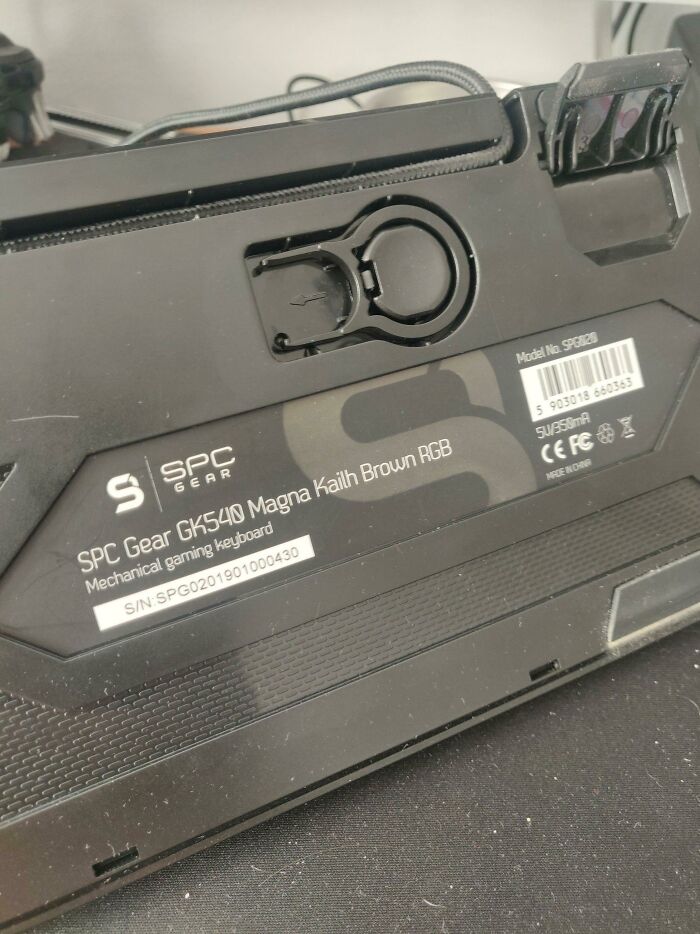 Model No. SPG020
5 903018 660363
5V/350mA
CE FC
MADE IN CHINA
S SPC
GEAR
SPC Gear GK540 Magna Kailh Brown RGB
Mechanical gaming keyboard
S/N:SPG0201901000430